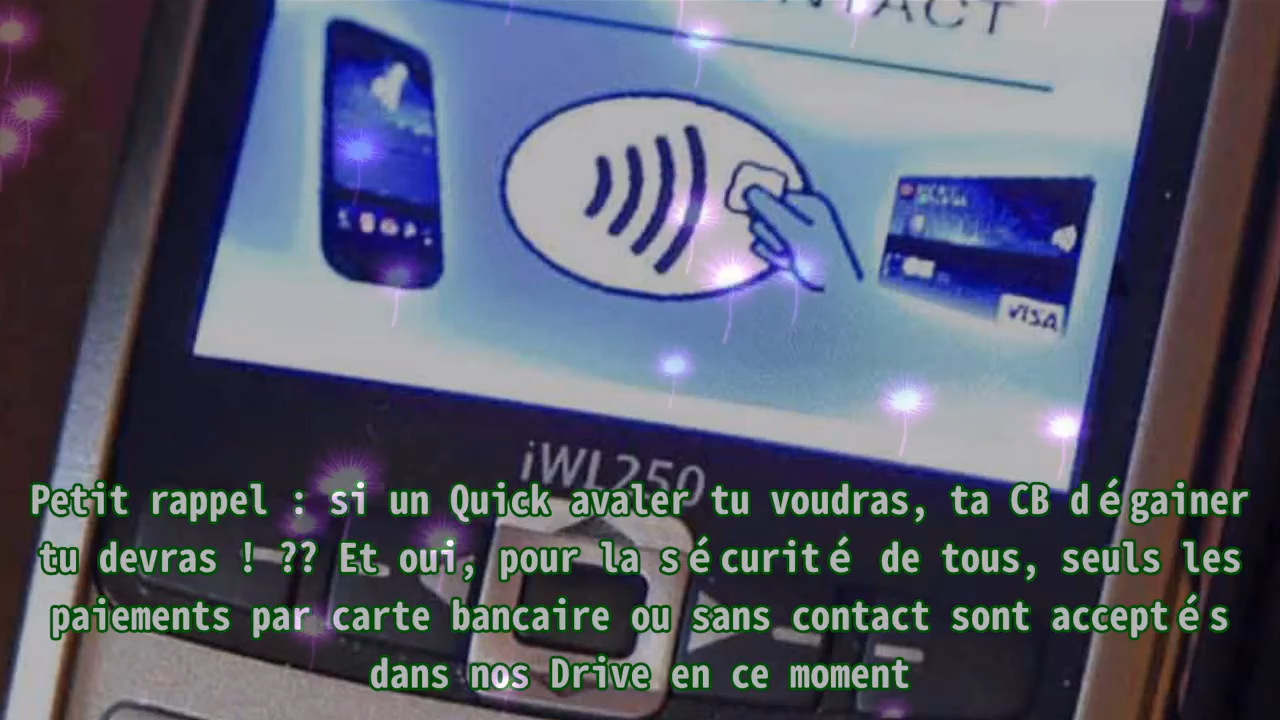 VISA
iWL250
Petit rappel : si un Quick avaler tu voudras, ta CB dégainer
tu devras ! ?? Et oui, pour la sécurité de tous, seuls les
paiements par carte bancaire ou sans contact sont acceptés
dans nos Drive en ce moment